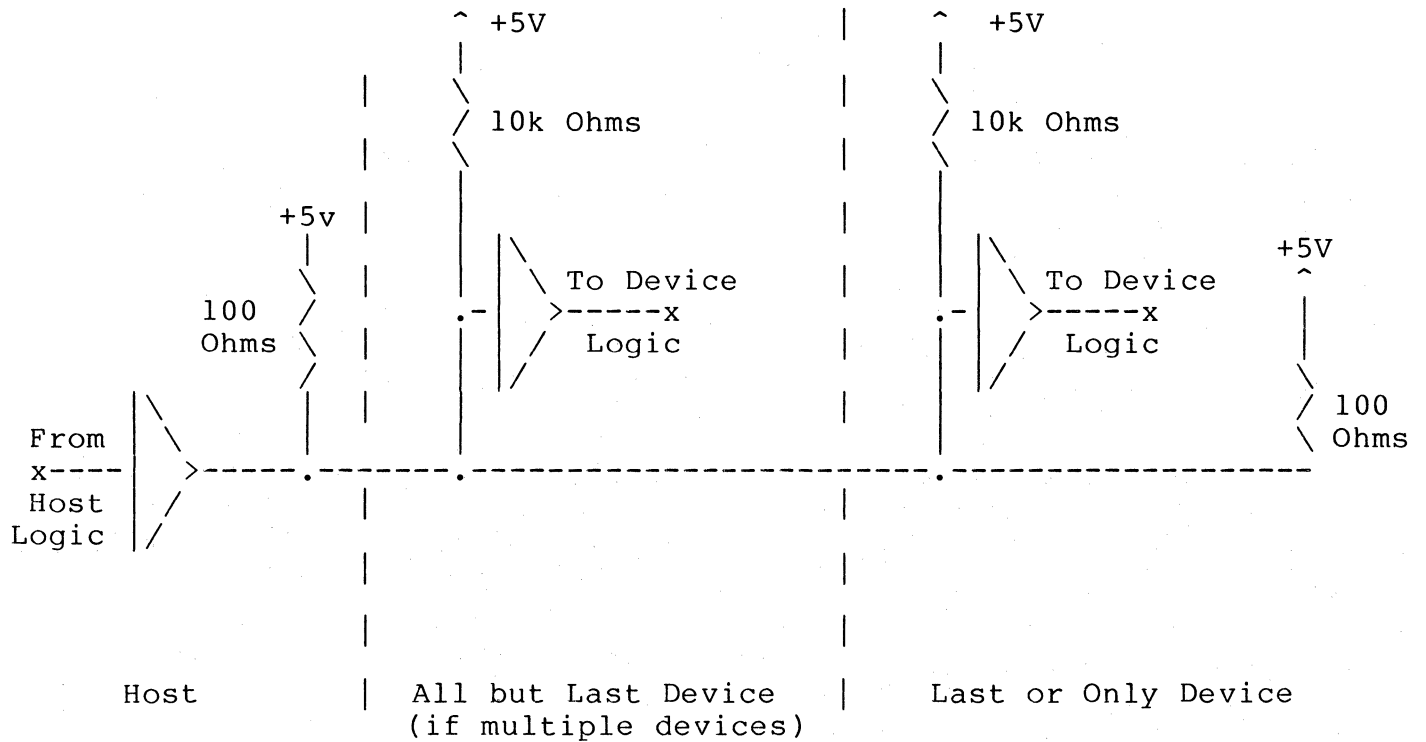 +5V
+5V
10k Ohms
10k Ohms
+5v
+5V
100
Ohms
To Device
Logic
To Device
Logic
100
Ohms
From
x
Host
Logic
x
x
Host
All but Last Device
(if multiple devices)
Last or Only Device